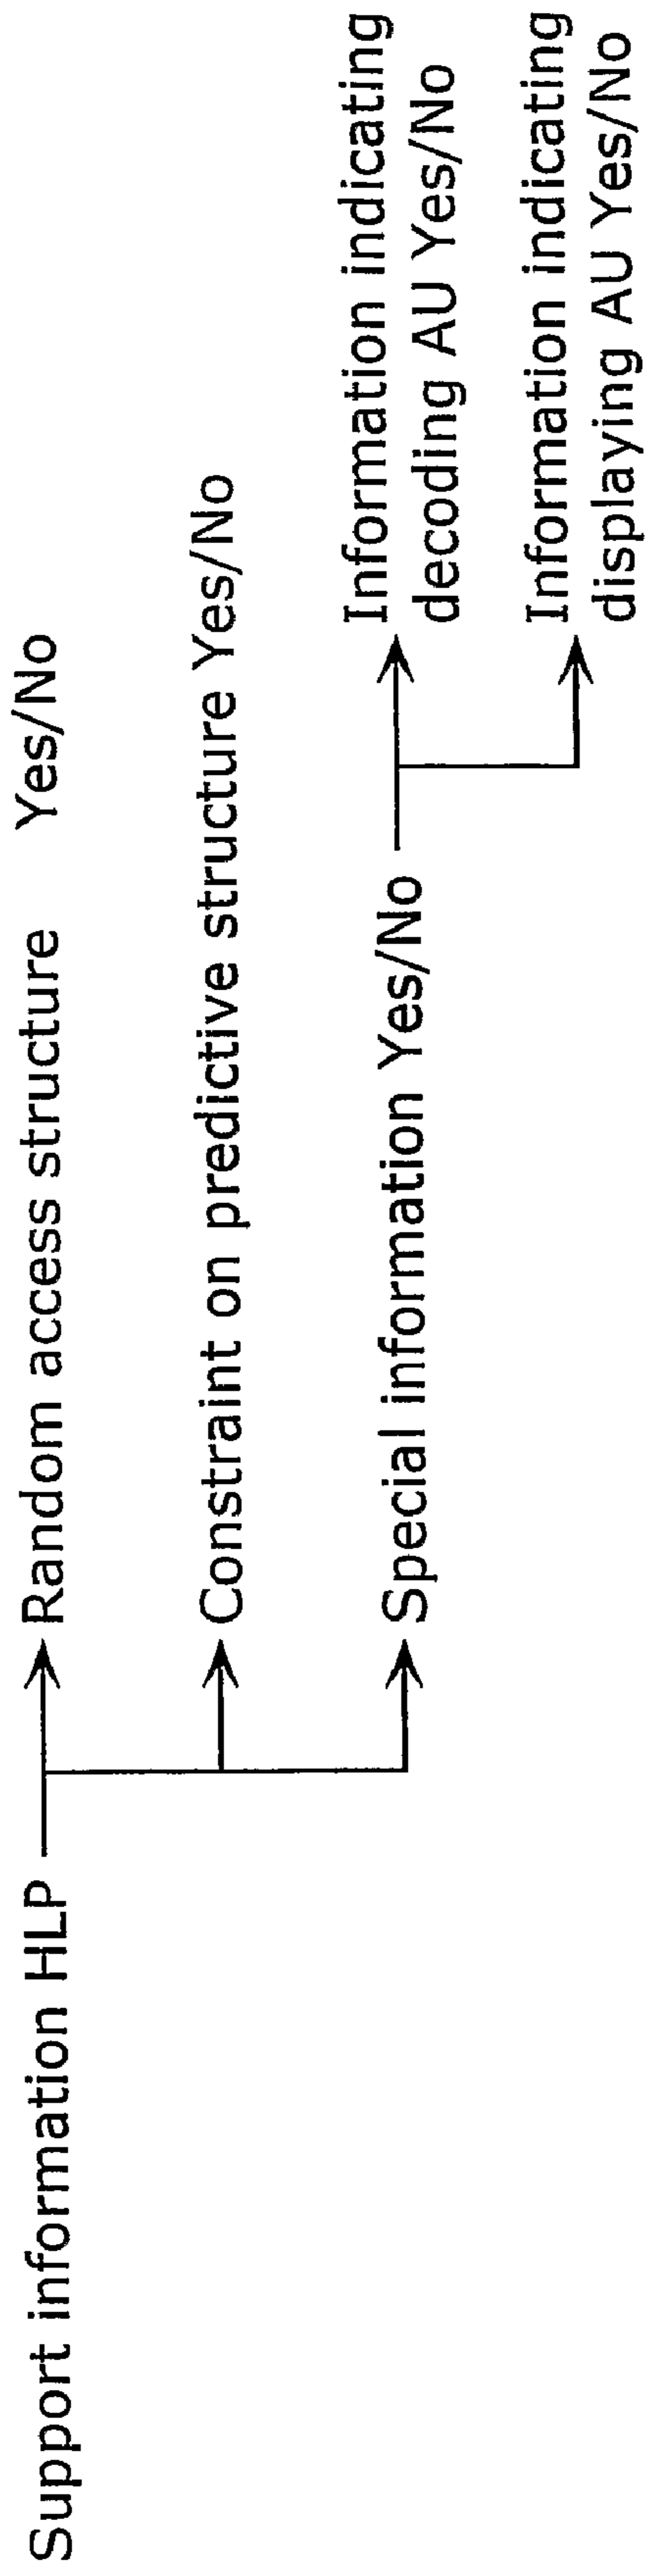 Support information HLP
Random access structure Yes/No
Constraint on predictive structure Yes/No
Special information Yes/No
Information indicating
decoding AU Yes/No
Information indicating
displaying AU Yes/No